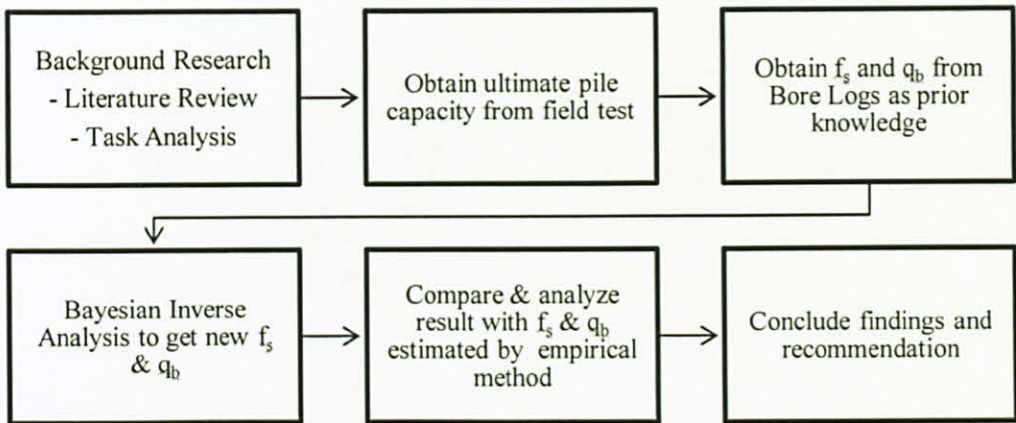 Background Research
- Literature Review
- Task Analysis
Obtain ultimate pile
capacity from field test
Obtain fs and qb from
Bore Logs as prior
knowledge
Bayesian Inverse
Analysis to get new fs
& qb
Compare & analyze
result with fs & qb
estimated by empirical
method
Conclude findings and
recommendation